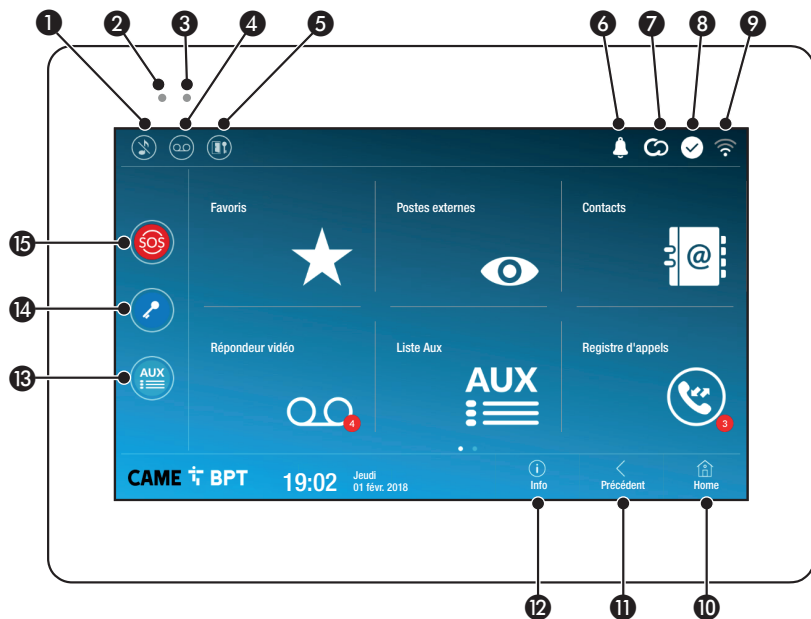 1 2 3 4 5 6 7 8 9
15 SOS
14
13 AUX
Favoris
Postes externes
Contacts
@
Répondeur vidéo
4
Liste Aux
AUX
Registre d'appels
3
CAME BPT
19:02
Jeudi
01 févr. 2018
Info
Précédent
Home
12 11 10